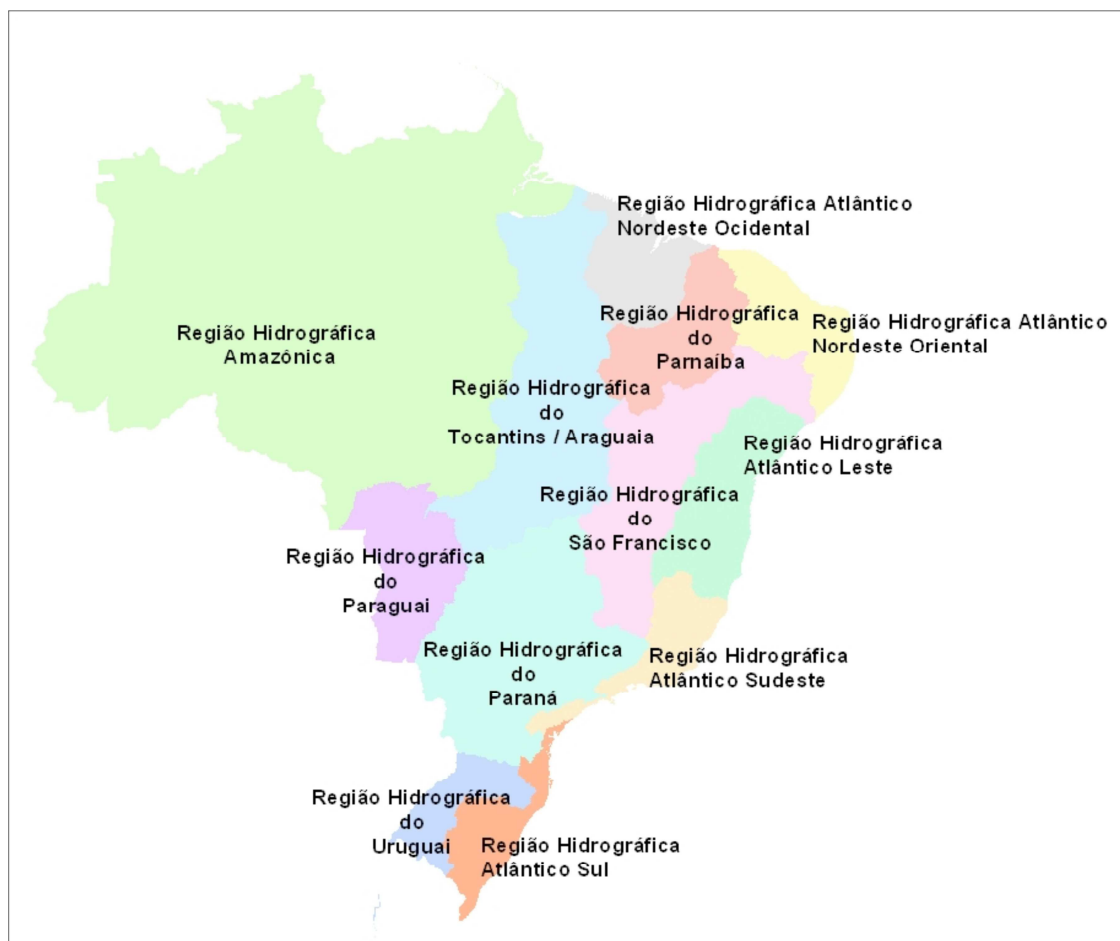 Região Hidrográfica Atlântico
Nordeste Ocidental
Região Hidrográfica
do
Parnaíba
Região Hidrográfica Atlântico
Nordeste Oriental
Região Hidrográfica
Amazônica
Região Hidrográfica
do
Tocantins / Araguaia
Região Hidrográfica
Atlântico Leste
Região Hidrográfica
do
São Francisco
Região Hidrográfica
do
Paraguai
Região Hidrográfica
do
Paraná
Região Hidrográfica
Atlântico Sudeste
Região Hidrográfica
do
Uruguai
Região Hidrográfica
Atlântico Sul